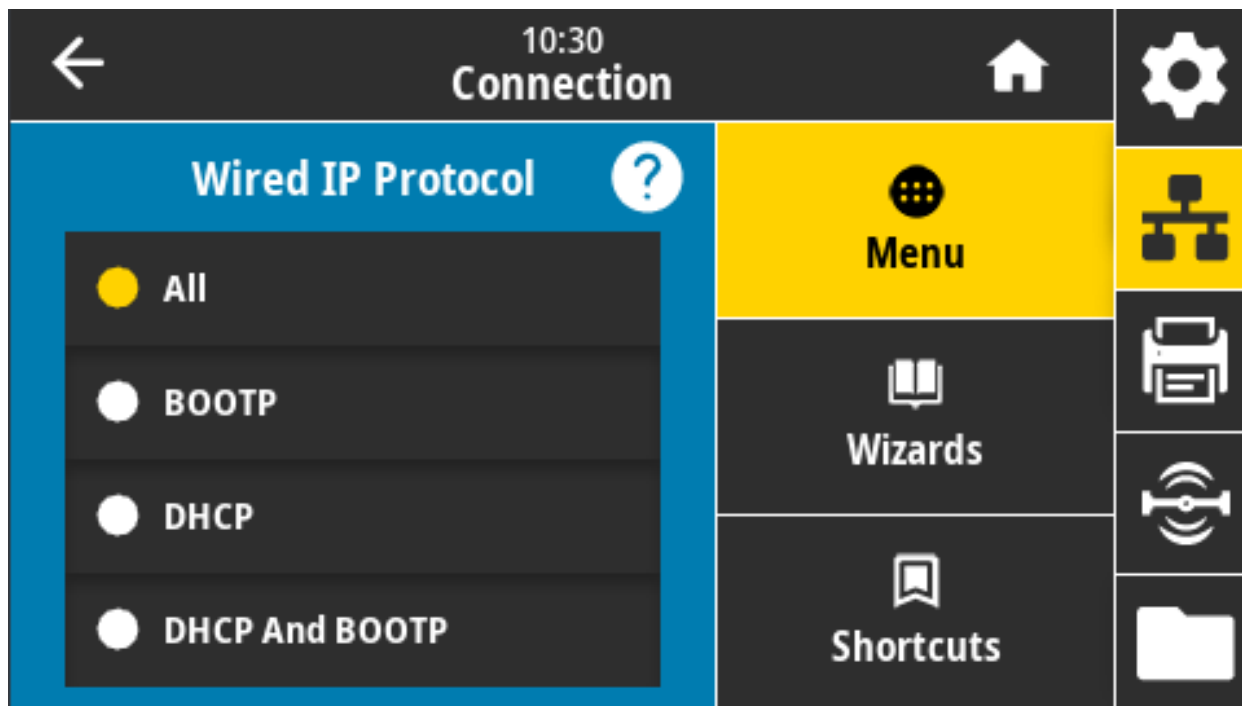 10:30
Connection
Wired IP Protocol
?
All
BOOTP
DHCP
DHCP And BOOTP
Menu
Wizards
Shortcuts